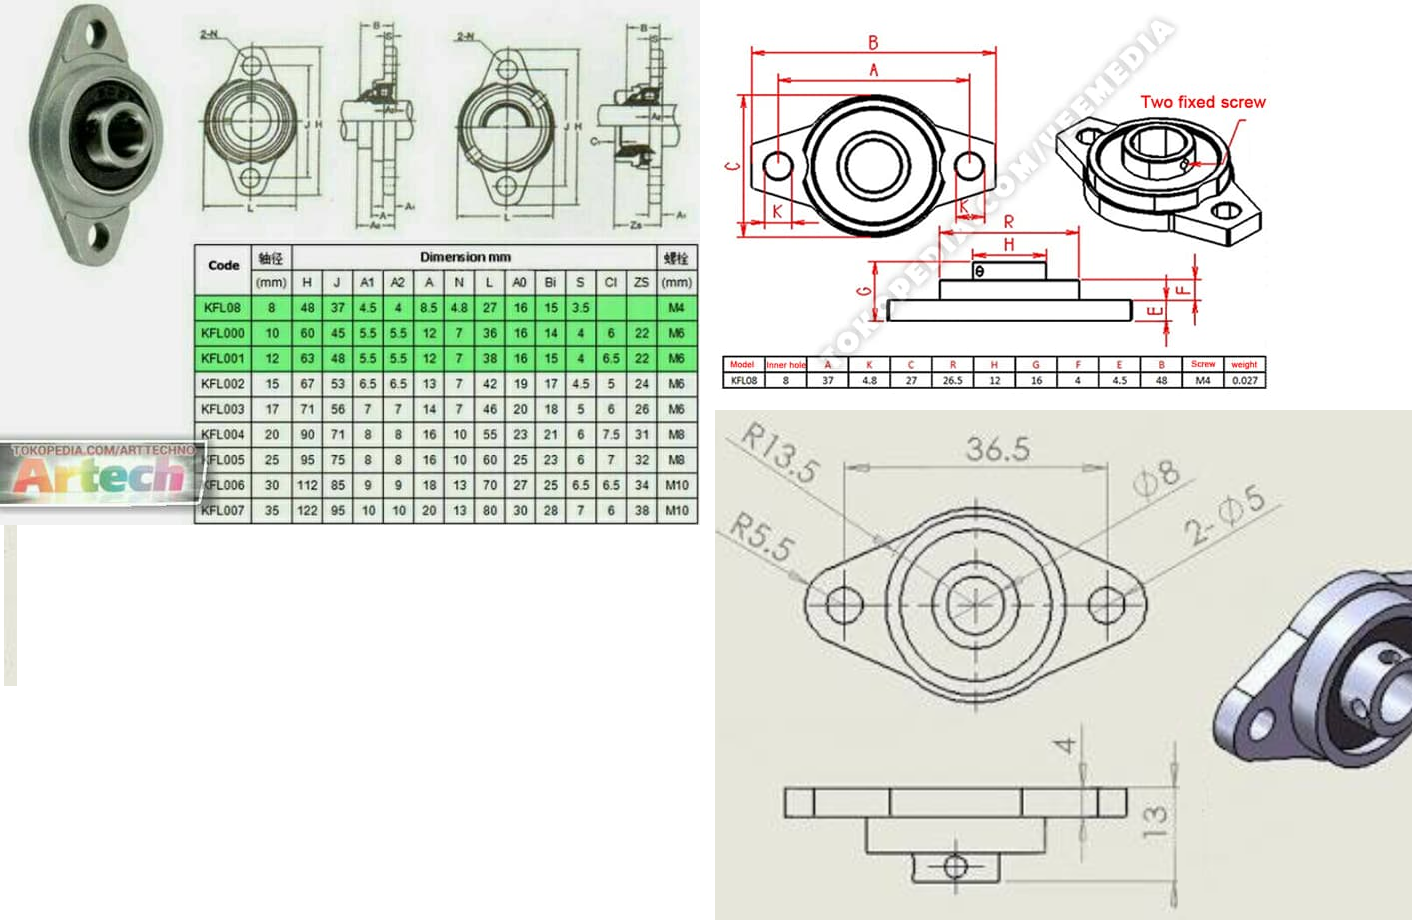 2-N
B
S
J
H
L
A
A1
A2
2-N
B
S
J
H
L
A2
C1
A1
ZS
Code 轴径 Dimension mm 螺栓
(mm) H J A1 A2 A N L A0 Bi S CI ZS (mm)
KFL08 8 48 37 4.5 4 8.5 4.8 27 16 15 3.5 M4
KFL000 10 60 45 5.5 5.5 12 7 36 16 14 4 6 22 M6
KFL001 12 63 48 5.5 5.5 12 7 38 16 15 4 6.5 22 M6
KFL002 15 67 53 6.5 6.5 13 7 42 19 17 4.5 5 24 M6
KFL003 17 71 56 7 7 14 7 46 20 18 5 6 26 M6
KFL004 20 90 71 8 8 16 10 55 23 21 6 7.5 31 M8
KFL005 25 95 75 8 8 16 10 60 25 23 6 7 32 M8
KFL006 30 112 85 9 9 18 13 70 27 25 6.5 6.5 34 M10
KFL007 35 122 95 10 10 20 13 80 30 28 7 6 38 M10
TOKOPEDIA.COM/ARTTECHNO
Artech
B
A
C
K
K
R
H
G
F
E
Two fixed screw
TOKOPEDIA.COM/WEEMEDIA
Model Inner hole A K C R H G F E B Screw weight
KFL08 8 37 4.8 27 26.5 12 16 4 4.5 48 M4 0.027
R13.5
36.5
Φ8
R5.5
2-Φ5
4
13